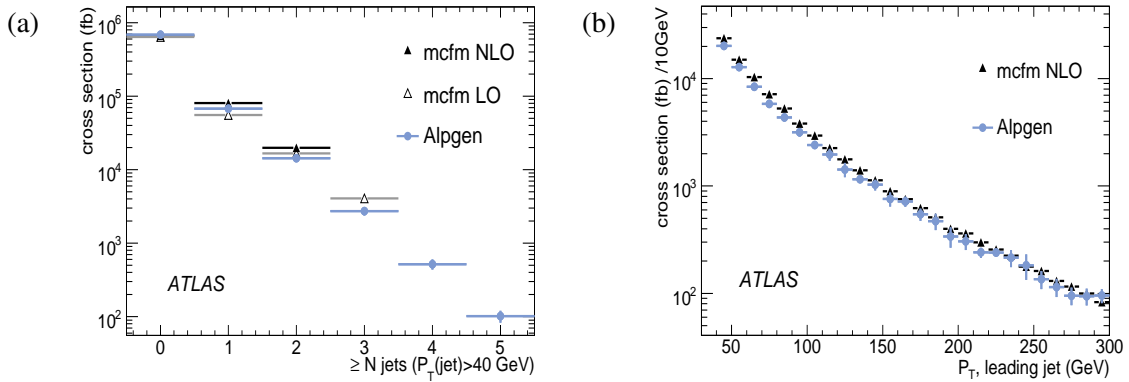 (a)
cross section (fb)
10^6
10^5
10^4
10^3
10^2
mcfm NLO
mcfm LO
Alpgen
ATLAS
0 1 2 3 4 5
≥ N jets (P_T(jet)>40 GeV)
(b)
cross section (fb) /10GeV
10^4
10^3
10^2
mcfm NLO
Alpgen
ATLAS
50 100 150 200 250 300
P_T, leading jet (GeV)